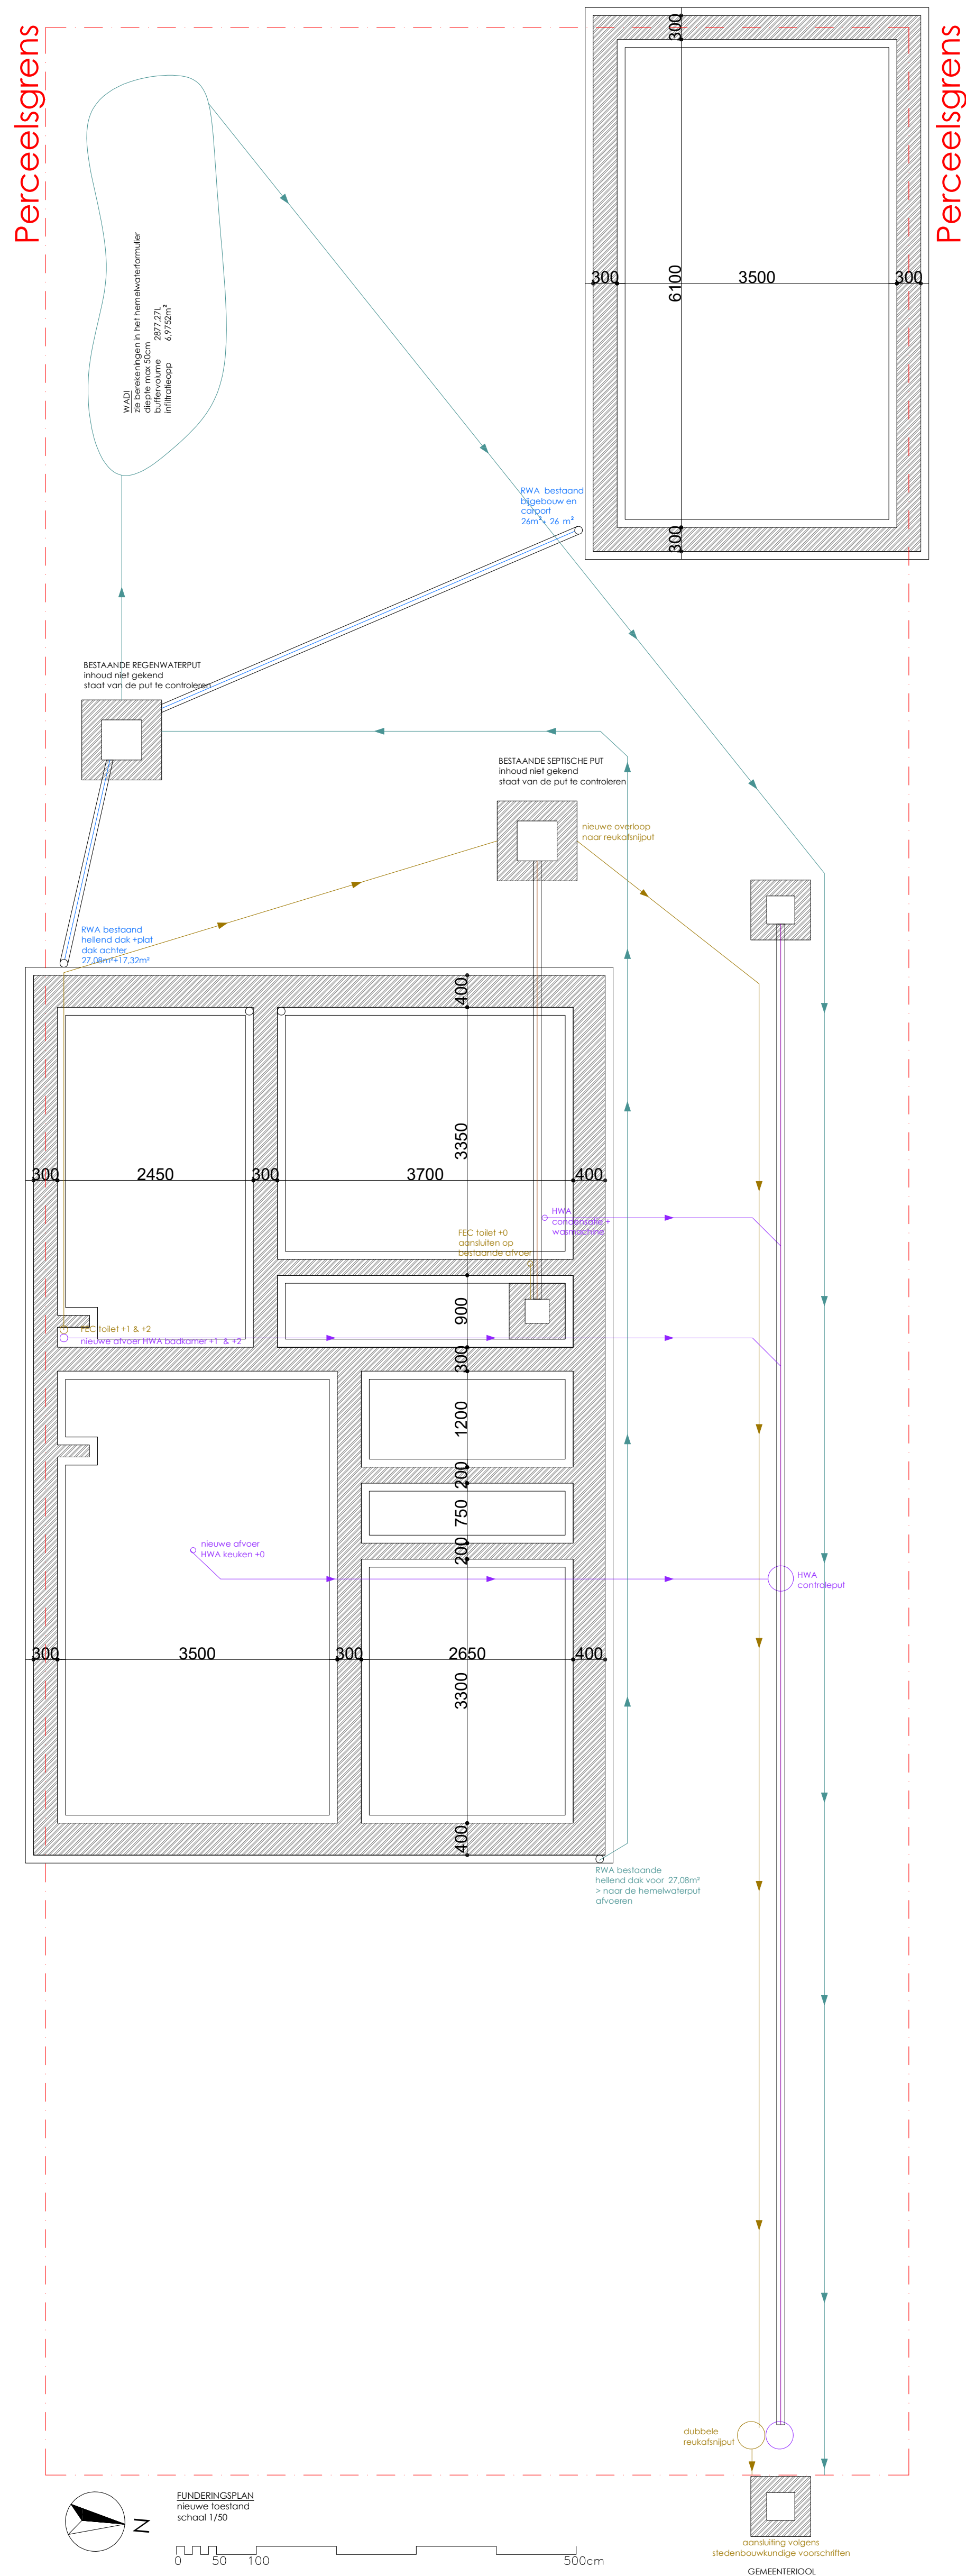 Perceelsgrens
Perceelsgrens
300
300
6100
3500
300
300
WADI
zie berekeningen in het hemelwaterformulier
diepte max 50cm
buffervolume 2877,27L
infiltratieopp 6,9752m²
RWA bestaand
bijgebouw en
carport
26m²+ 26 m²
BESTAANDE REGENWATERPUT
inhoud niet gekend
staat van de put te controleren
BESTAANDE SEPTISCHE PUT
inhoud niet gekend
staat van de put te controleren
nieuwe overloop
naar reukafsnijput
RWA bestaand
hellend dak +plat
dak achter
27,08m²+17,32m²
400
3350
300
2450
300
3700
400
HWA
condensatie +
wasmachine
FEC toilet +0
aansluiten op
bestaande afvoer
900
FEC toilet +1 & +2
nieuwe afvoer HWA badkamer +1 & +2
300
1200
200
750
200
nieuwe afvoer
HWA keuken +0
HWA
controleput
300
3500
300
2650
400
3300
400
RWA bestaande
hellend dak voor 27,08m²
> naar de hemelwaterput
afvoeren
dubbele
reukafsnijput
FUNDERINGSPLAN
nieuwe toestand
schaal 1/50
N
0 50 100 500cm
aansluiting volgens
stedenbouwkundige voorschriften
GEMEENTERIOOL